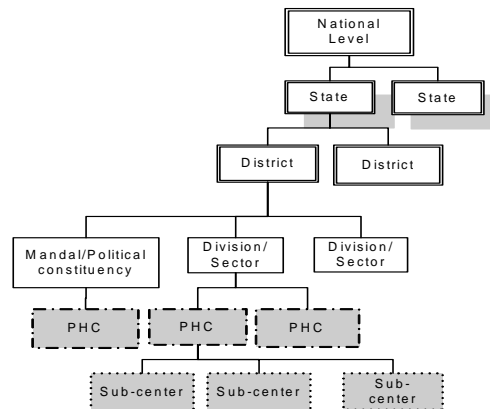 National
Level
State
State
District
District
Mandal/Political
constituency
Division/
Sector
Division/
Sector
PHC
PHC
PHC
Sub-center
Sub-center
Sub-
center